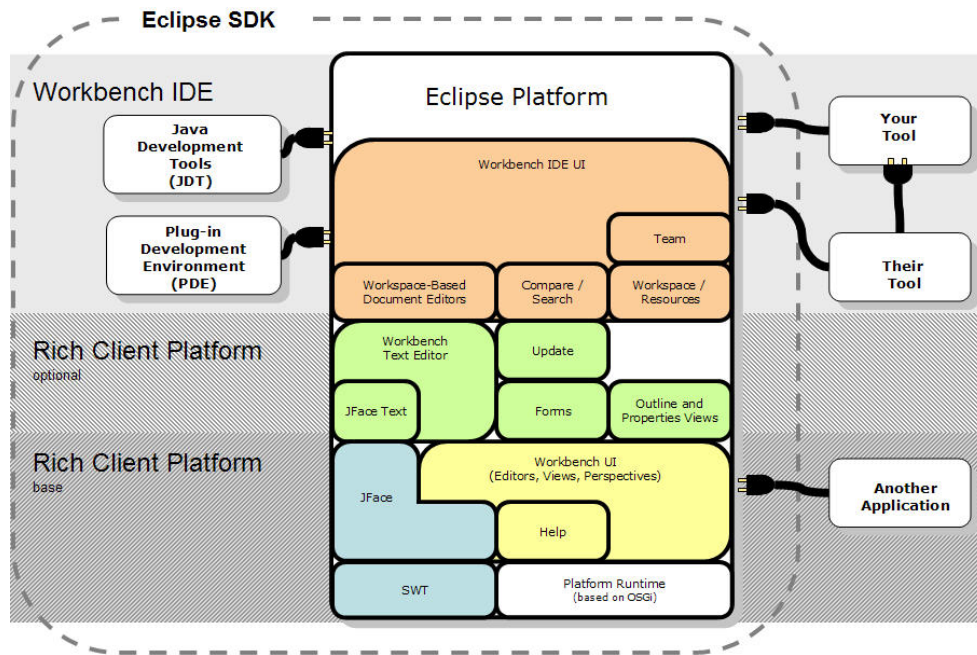 Eclipse SDK
Workbench IDE
Eclipse Platform
Java
Development
Tools
(JDT)
Plug-in
Development
Environment
(PDE)
Your
Tool
Their
Tool
Workbench IDE UI
Team
Workspace-Based
Document Editors
Compare /
Search
Workspace /
Resources
Rich Client Platform
optional
Workbench
Text Editor
Update
JFace Text
Forms
Outline and
Properties Views
Rich Client Platform
base
JFace
Workbench UI
(Editors, Views, Perspectives)
Help
Another
Application
SWT
Platform Runtime
(based on OSGi)